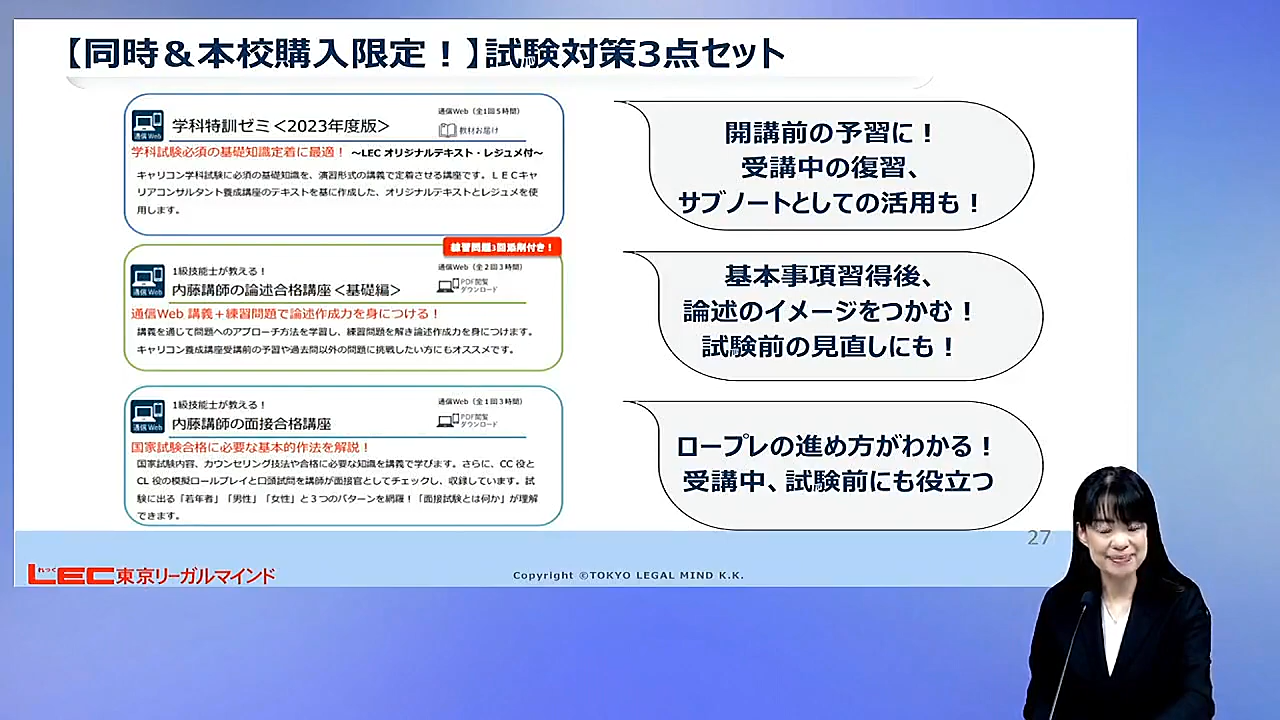 【同時＆本校購入限定！】試験対策3点セット
通信Web
学科特訓ゼミ＜2023年度版＞
通信Web（全1回5時間）
教材お届け
学科試験必須の基礎知識定着に最適！ ～LEC オリジナルテキスト・レジュメ付～
キャリコン学科試験に必須の基礎知識を、演習形式の講義で定着させる講座です。ＬＥＣキャ
リアコンサルタント養成講座のテキストを基に作成した、オリジナルテキストとレジュメを使
用します。
開講前の予習に！
受講中の復習、
サブノートとしての活用も！
練習問題3回添削付き！
通信Web
1級技能士が教える！
内藤講師の論述合格講座＜基礎編＞
通信Web（全２回３時間）
PDF閲覧
ダウンロード
通信Web 講義＋練習問題で論述作成力を身につける！
講義を通じて問題へのアプローチ方法を学習し、練習問題を解き論述作成力を身につけます。
キャリコン養成講座受講前の予習や過去問以外の問題に挑戦したい方にもオススメです。
基本事項習得後、
論述のイメージをつかむ！
試験前の見直しにも！
通信Web
1級技能士が教える！
内藤講師の面接合格講座
通信Web（全１回３時間）
PDF閲覧
ダウンロード
国家試験合格に必要な基本的作法を解説！
国家試験内容、カウンセリング技法や合格に必要な知識を講義で学びます。さらに、CC 役と
CL 役の模擬ロールプレイと口頭試問を講師が面接官としてチェックし、収録しています。試
験に出る「若年者」「男性」「女性」と３つのパターンを網羅！「面接試験とは何か」が理解
できます。
ロープレの進め方がわかる！
受講中、試験前にも役立つ
27
れっく
LEC東京リーガルマインド
Copyright ©TOKYO LEGAL MIND K.K.